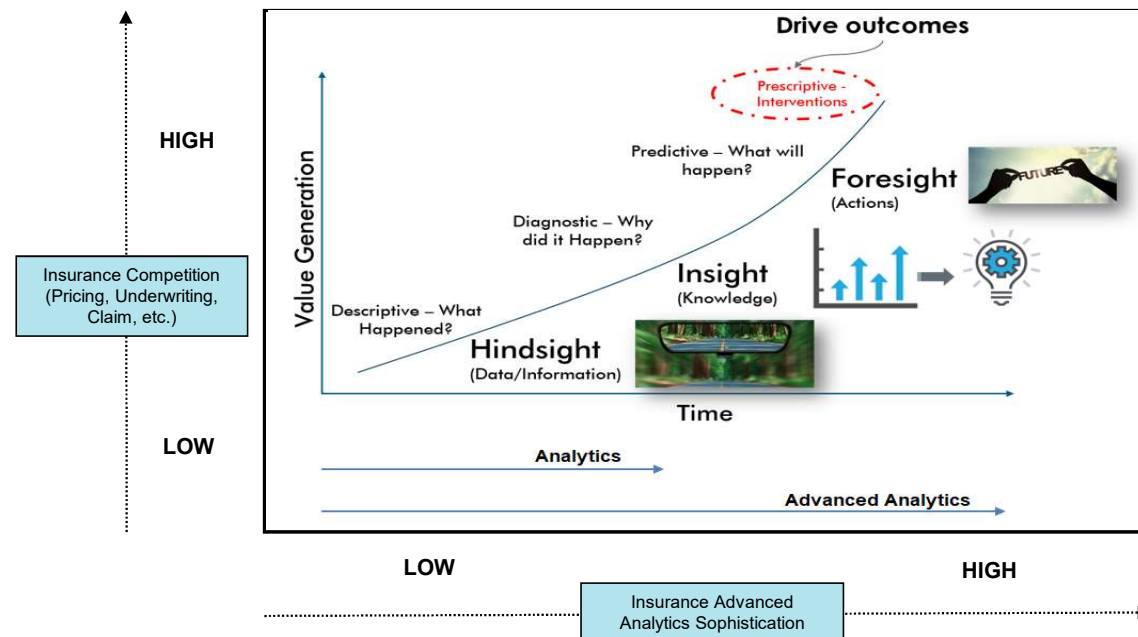 Drive outcomes
Prescriptive -
Interventions
HIGH
Predictive – What will
happen?
Foresight
(Actions)
FUTURE
Value Generation
Diagnostic – Why
did it Happen?
Insurance Competition
(Pricing, Underwriting,
Claim, etc.)
Insight
(Knowledge)
Descriptive – What
Happened?
Hindsight
(Data/Information)
Time
LOW
Analytics
Advanced Analytics
LOW
HIGH
Insurance Advanced
Analytics Sophistication